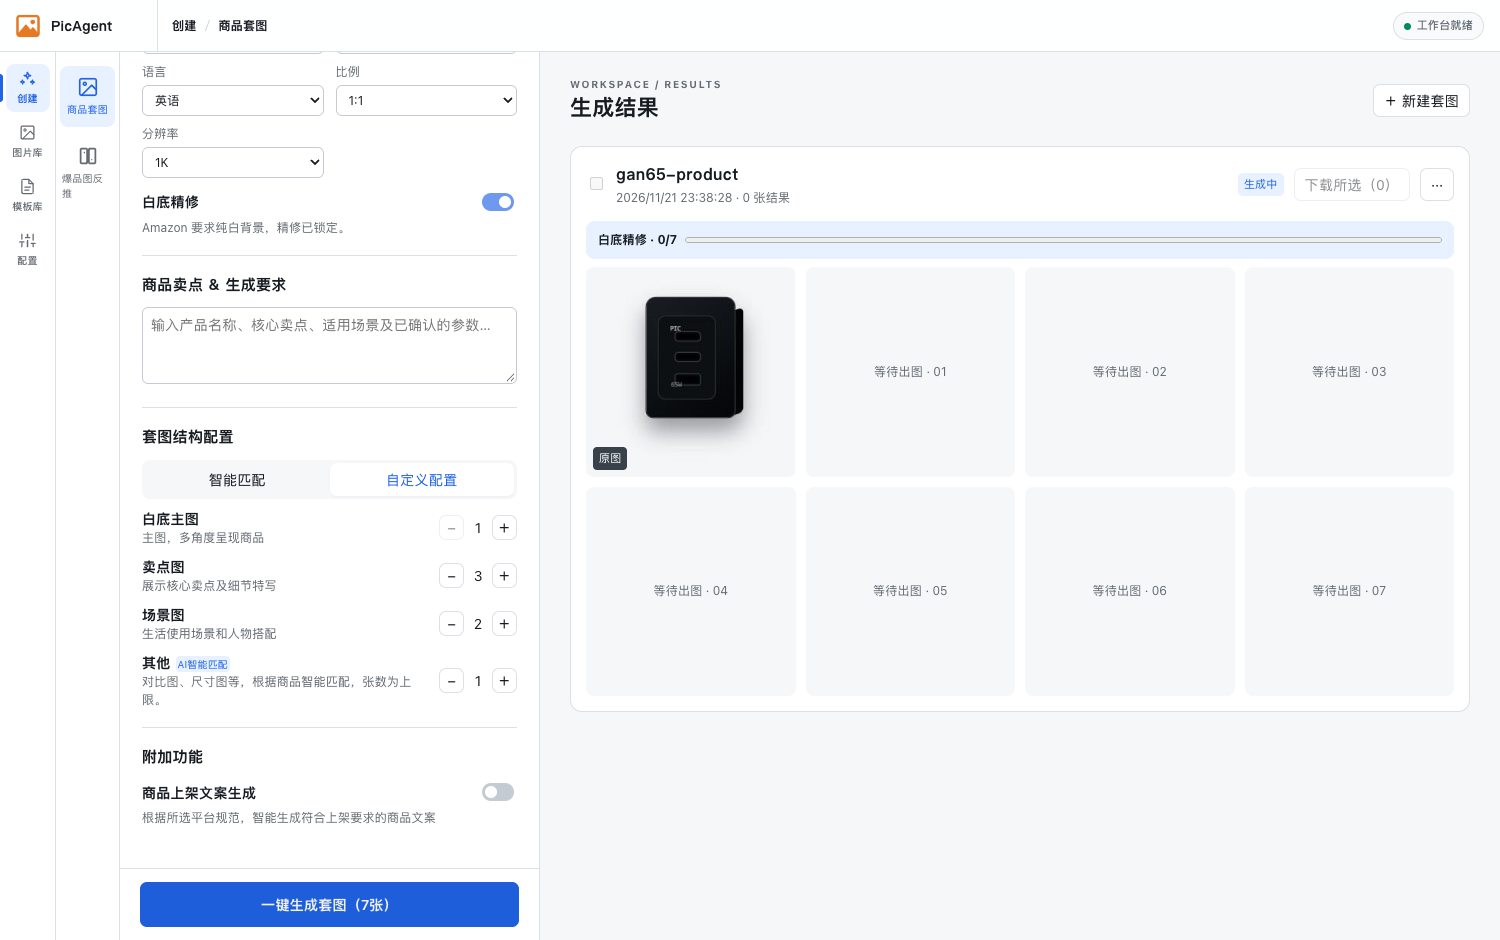 PicAgent
创建 / 商品套图
工作台就绪
创建
图片库
模板库
配置
商品套图
爆品图反
推
语言
比例
英语
1:1
分辨率
1K
白底精修
Amazon 要求纯白背景，精修已锁定。
商品卖点 & 生成要求
输入产品名称、核心卖点、适用场景及已确认的参数...
套图结构配置
智能匹配
自定义配置
白底主图
主图，多角度呈现商品
− 1 +
卖点图
展示核心卖点及细节特写
− 3 +
场景图
生活使用场景和人物搭配
− 2 +
其他 AI智能匹配
对比图、尺寸图等，根据商品智能匹配，张数为上
限。
− 1 +
附加功能
商品上架文案生成
根据所选平台规范，智能生成符合上架要求的商品文案
一键生成套图（7张）
WORKSPACE / RESULTS
生成结果
+ 新建套图
gan65-product
2026/11/21 23:38:28 · 0 张结果
生成中
下载所选（0）
...
白底精修 · 0/7
PIC
65W
原图
等待出图 · 01
等待出图 · 02
等待出图 · 03
等待出图 · 04
等待出图 · 05
等待出图 · 06
等待出图 · 07